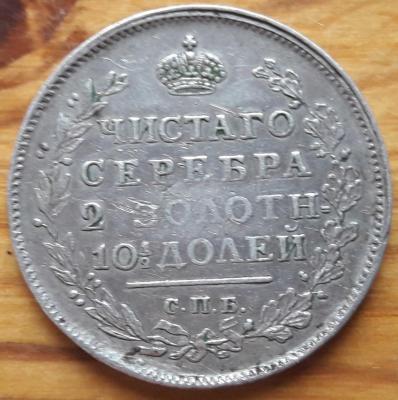 ЧИСТАГО
СЕРЕБРА
2 ЗОЛОТН.
10½ ДОЛЕЙ
С.П.Б.